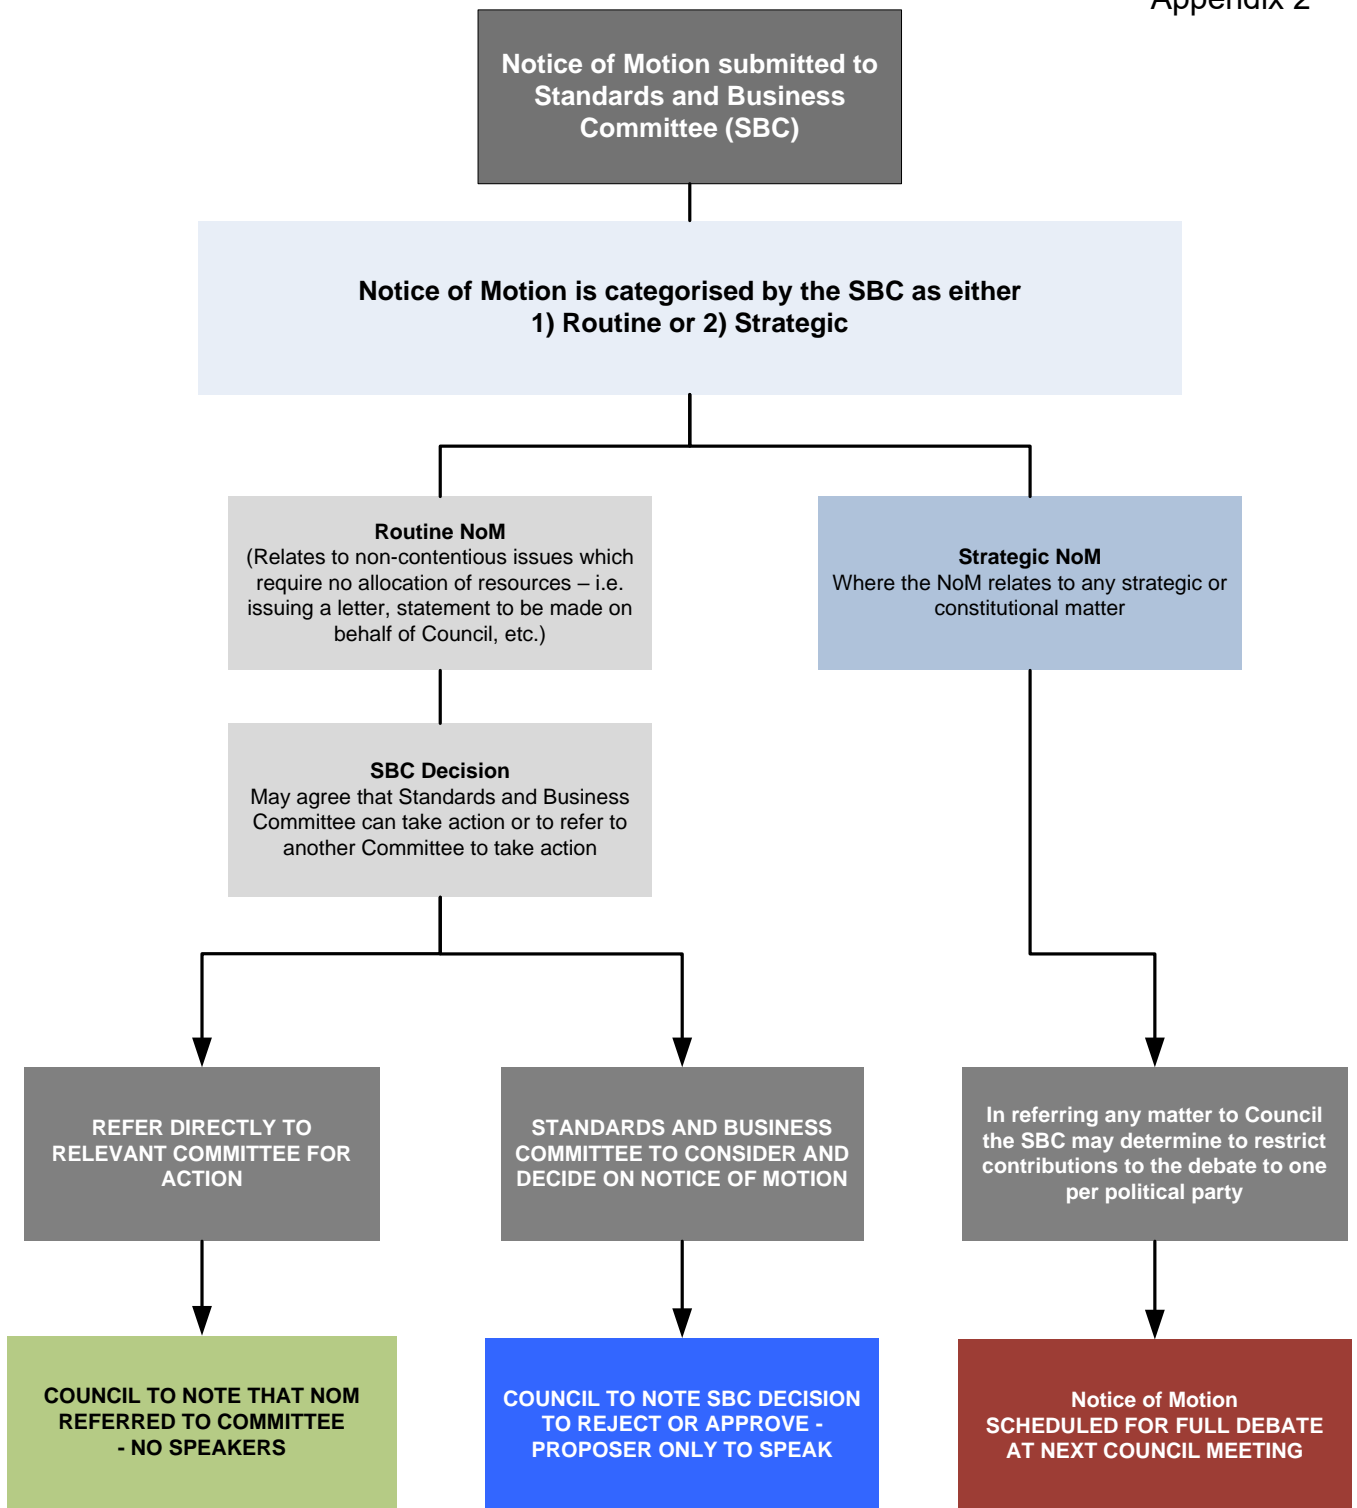 Appendix 2
Notice of Motion submitted to
Standards and Business
Committee (SBC)
Notice of Motion is categorised by the SBC as either
1) Routine or 2) Strategic
Routine NoM
(Relates to non-contentious issues which
require no allocation of resources – i.e.
issuing a letter, statement to be made on
behalf of Council, etc.)
Strategic NoM
Where the NoM relates to any strategic or
constitutional matter
SBC Decision
May agree that Standards and Business
Committee can take action or to refer to
another Committee to take action
REFER DIRECTLY TO
RELEVANT COMMITTEE FOR
ACTION
STANDARDS AND BUSINESS
COMMITTEE TO CONSIDER AND
DECIDE ON NOTICE OF MOTION
In referring any matter to Council
the SBC may determine to restrict
contributions to the debate to one
per political party
COUNCIL TO NOTE THAT NOM
REFERRED TO COMMITTEE
- NO SPEAKERS
COUNCIL TO NOTE SBC DECISION
TO REJECT OR APPROVE -
PROPOSER ONLY TO SPEAK
Notice of Motion
SCHEDULED FOR FULL DEBATE
AT NEXT COUNCIL MEETING